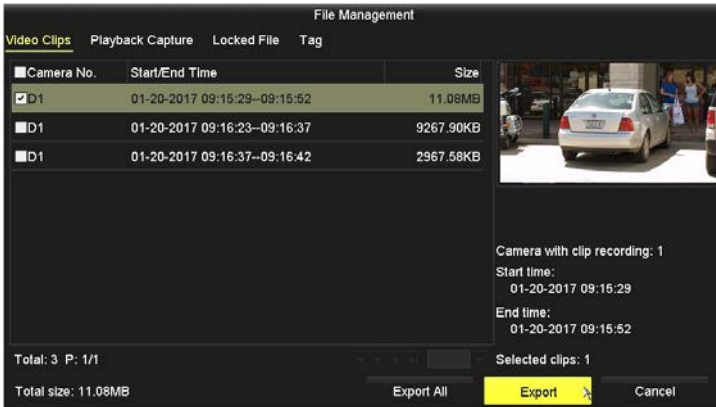 File Management
Video Clips Playback Capture Locked File Tag
Camera No. Start/End Time Size
D1 01-20-2017 09:15:29--09:15:52 11.08MB
D1 01-20-2017 09:16:23--09:16:37 9267.90KB
D1 01-20-2017 09:16:37--09:16:42 2967.58KB
Camera with clip recording: 1
Start time:
01-20-2017 09:15:29
End time:
01-20-2017 09:15:52
Total: 3 P: 1/1
Selected clips: 1
Total size: 11.08MB
Export All
Export
Cancel